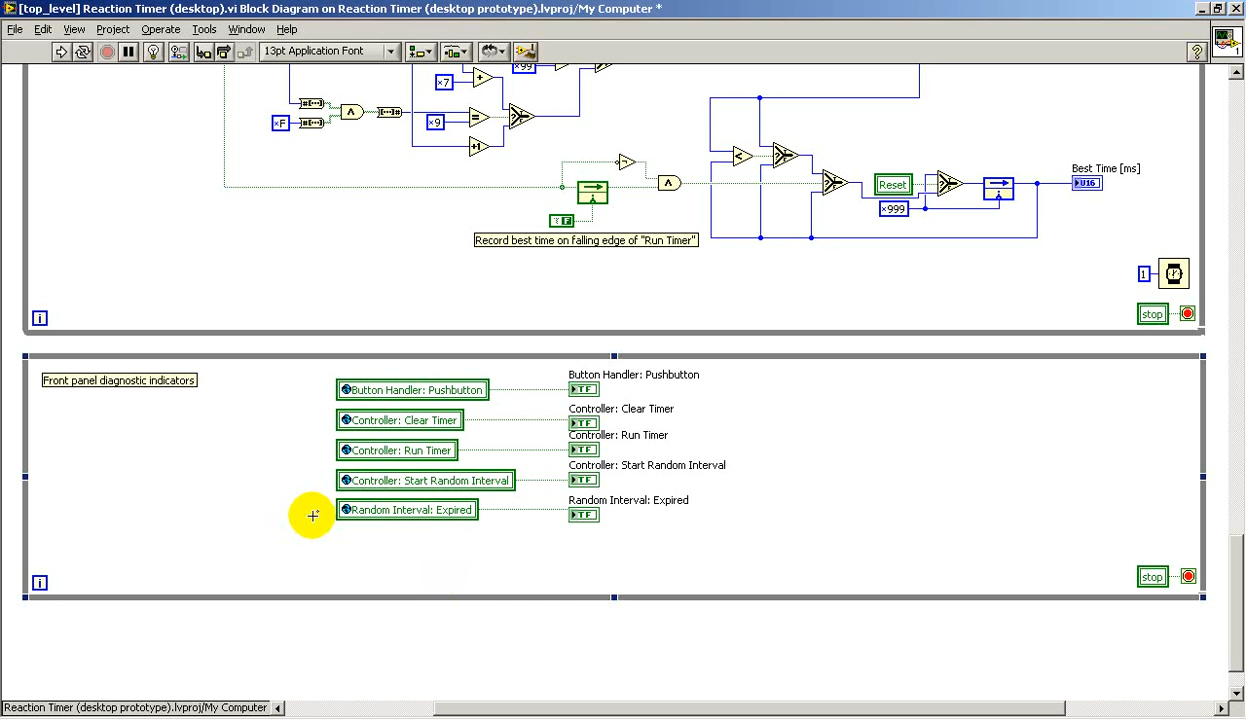 [top_level] Reaction Timer (desktop).vi Block Diagram on Reaction Timer (desktop prototype).lvproj/My Computer *
File Edit View Project Operate Tools Window Help
13pt Application Font
1
x99
x7
xF
x9
+1
Best Time [ms]
U16
Reset
x999
F
Record best time on falling edge of "Run Timer"
1
stop
i
Front panel diagnostic indicators
Button Handler: Pushbutton
Button Handler: Pushbutton
TF
Controller: Clear Timer
Controller: Clear Timer
TF
Controller: Run Timer
Controller: Run Timer
TF
Controller: Start Random Interval
Controller: Start Random Interval
TF
Random Interval: Expired
Random Interval: Expired
TF
i
stop
Reaction Timer (desktop prototype).lvproj/My Computer